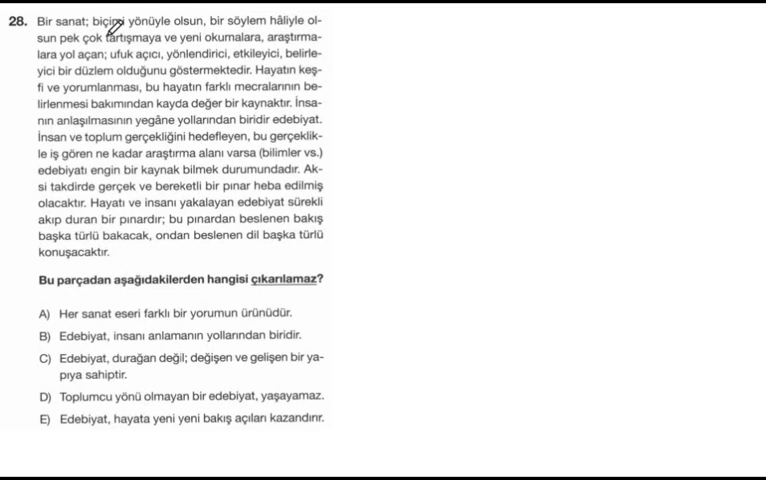 28. Bir sanat; biçimi yönüyle olsun, bir söylem hâliyle ol-
sun pek çok tartışmaya ve yeni okumalara, araştırma-
lara yol açan; ufuk açıcı, yönlendirici, etkileyici, belirle-
yici bir düzlem olduğunu göstermektedir. Hayatın keş-
fi ve yorumlanması, bu hayatın farklı mecralarının be-
lirlenmesi bakımından kayda değer bir kaynaktır. İnsa-
nın anlaşılmasının yegâne yollarından biridir edebiyat.
İnsan ve toplum gerçekliğini hedefleyen, bu gerçeklik-
le iş gören ne kadar araştırma alanı varsa (bilimler vs.)
edebiyatı engin bir kaynak bilmek durumundadır. Ak-
si takdirde gerçek ve bereketli bir pınar heba edilmiş
olacaktır. Hayatı ve insanı yakalayan edebiyat sürekli
akıp duran bir pınardır; bu pınardan beslenen bakış
başka türlü bakacak, ondan beslenen dil başka türlü
konuşacaktır.
Bu parçadan aşağıdakilerden hangisi çıkarılamaz?
A) Her sanat eseri farklı bir yorumun ürünüdür.
B) Edebiyat, insanı anlamanın yollarından biridir.
C) Edebiyat, durağan değil; değişen ve gelişen bir ya-
pıya sahiptir.
D) Toplumcu yönü olmayan bir edebiyat, yaşayamaz.
E) Edebiyat, hayata yeni yeni bakış açıları kazandırır.